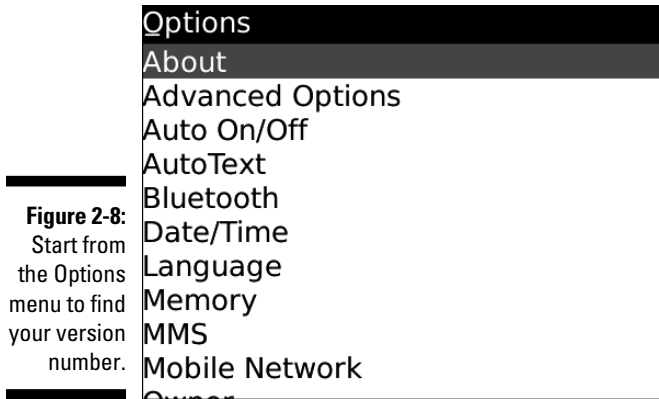 Options
About
Advanced Options
Auto On/Off
AutoText
Bluetooth
Date/Time
Language
Memory
MMS
Mobile Network
Owner
Figure 2-8:
Start from
the Options
menu to find
your version
number.